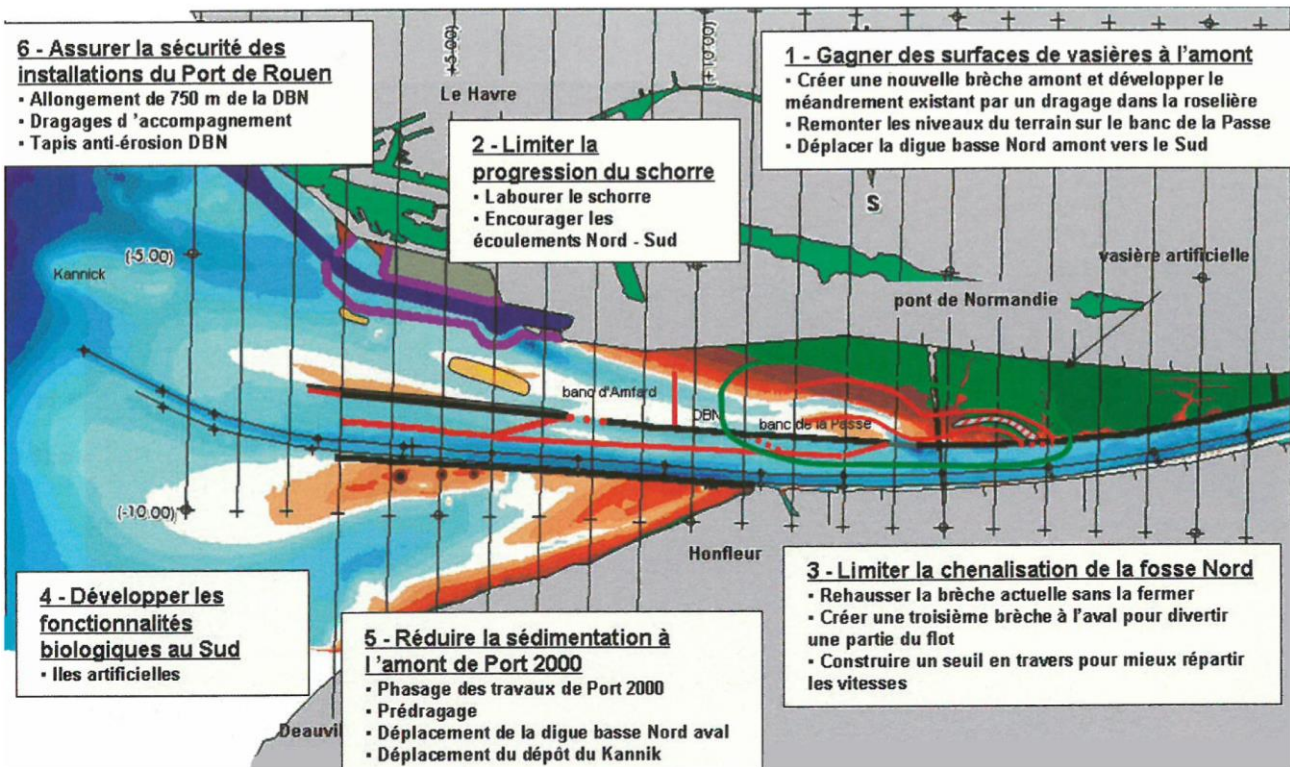 6 - Assurer la sécurité des
installations du Port de Rouen
▪ Allongement de 750 m de la DBN
▪ Dragages d ’accompagnement
▪ Tapis anti-érosion DBN
(+5.00)
Le Havre
(+10.00)
1 - Gagner des surfaces de vasières à l’amont
▪ Créer une nouvelle brèche amont et développer le
méandrement existant par un dragage dans la roselière
▪ Remonter les niveaux du terrain sur le banc de la Passe
▪ Déplacer la digue basse Nord amont vers le Sud
2 - Limiter la
progression du schorre
▪ Labourer le schorre
▪ Encourager les
écoulements Nord - Sud
S
(-5.00)
Kannick
vasière artificielle
pont de Normandie
banc d'Amfard
DBN
banc de la Passe
(-10.00)
Honfleur
4 - Développer les
fonctionnalités
biologiques au Sud
▪ Iles artificielles
5 - Réduire la sédimentation à
l ’amont de Port 2000
▪ Phasage des travaux de Port 2000
▪ Prédragage
▪ Déplacement de la digue basse Nord aval
▪ Déplacement du dépôt du Kannik
3 - Limiter la chenalisation de la fosse Nord
▪ Rehausser la brèche actuelle sans la fermer
▪ Créer une troisième brèche à l’aval pour divertir
une partie du flot
▪ Construire un seuil en travers pour mieux répartir
les vitesses
Deauvil